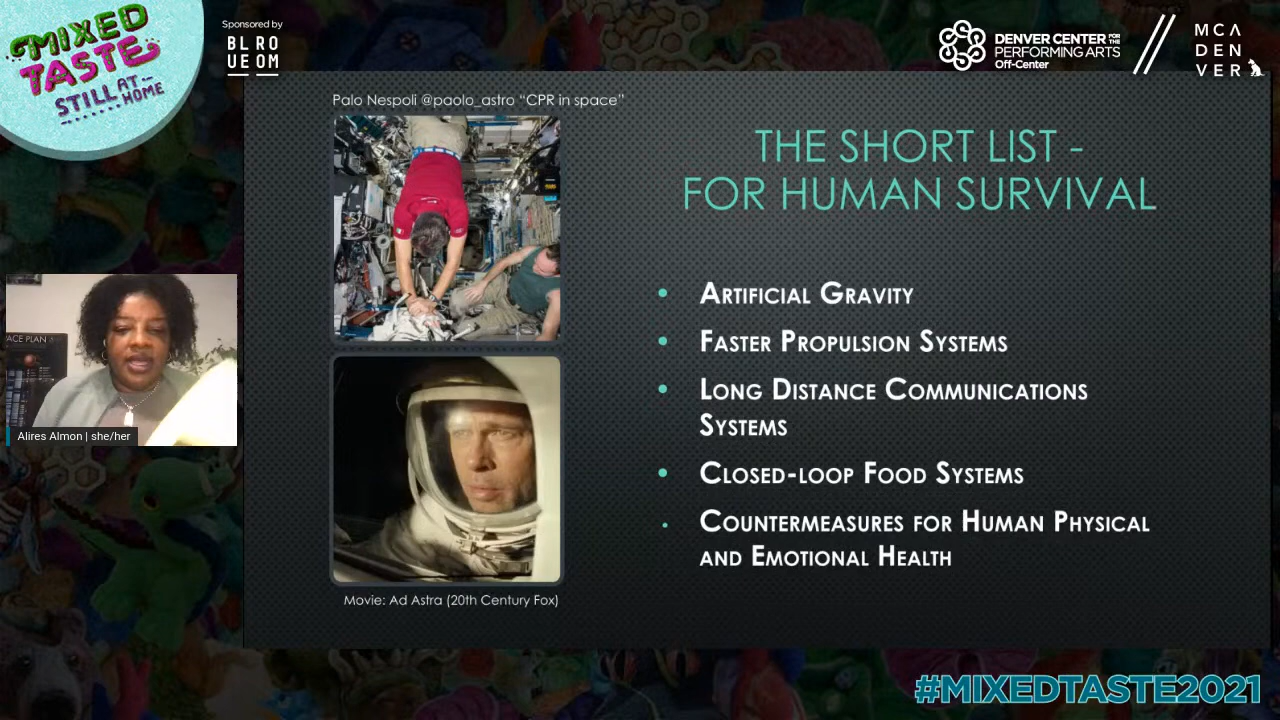 MIXED
TASTE
STILL AT-
HOME
Sponsored by
BL RO
UE OM
DENVER CENTER FOR THE
PERFORMING ARTS
Off-Center
MCA
DEN
VER
Palo Nespoli @paolo_astro “CPR in space”
THE SHORT LIST -
FOR HUMAN SURVIVAL
• ARTIFICIAL GRAVITY
• FASTER PROPULSION SYSTEMS
• LONG DISTANCE COMMUNICATIONS
SYSTEMS
• CLOSED-LOOP FOOD SYSTEMS
• COUNTERMEASURES FOR HUMAN PHYSICAL
AND EMOTIONAL HEALTH
Movie: Ad Astra (20th Century Fox)
ACE PLAN
Alires Almon | she/her
#MIXEDTASTE2021